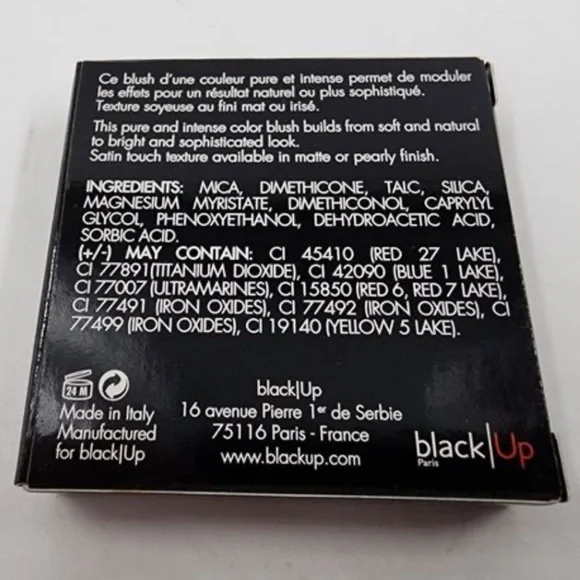 Ce blush d'une couleur pure et intense permet de moduler
les effets pour un résultat naturel ou plus sophistiqué.
Texture soyeuse au fini mat ou irisé.
This pure and intense color blush builds from soft and natural
to bright and sophisticated look.
Satin touch texture available in matte or pearly finish.
INGREDIENTS: MICA, DIMETHICONE, TALC, SILICA,
MAGNESIUM MYRISTATE, DIMETHICONOL, CAPRYLYL
GLYCOL, PHENOXYETHANOL, DEHYDROACETIC ACID,
SORBIC ACID.
(+/-) MAY CONTAIN: CI 45410 (RED 27 LAKE),
CI 77891(TITANIUM DIOXIDE), CI 42090 (BLUE 1 LAKE),
CI 77007 (ULTRAMARINES), CI 15850 (RED 6, RED 7 LAKE),
CI 77491 (IRON OXIDES), CI 77492 (IRON OXIDES), CI
77499 (IRON OXIDES), CI 19140 (YELLOW 5 LAKE).
24 M
Made in Italy
Manufactured
for black|Up
black|Up
16 avenue Pierre 1er de Serbie
75116 Paris - France
www.blackup.com
black|Up
Paris